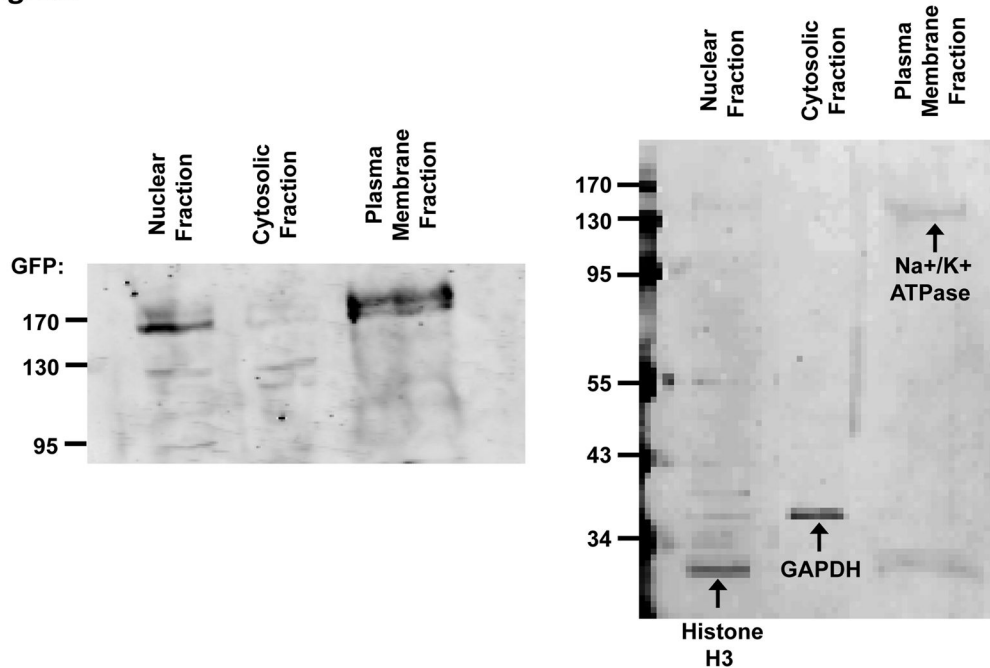 Nuclear
Fraction
Cytosolic
Fraction
Plasma
Membrane
Fraction
GFP:
170
130
95
Nuclear
Fraction
Cytosolic
Fraction
Plasma
Membrane
Fraction
170
130
95
55
43
34
Na+/K+
ATPase
GAPDH
Histone
H3